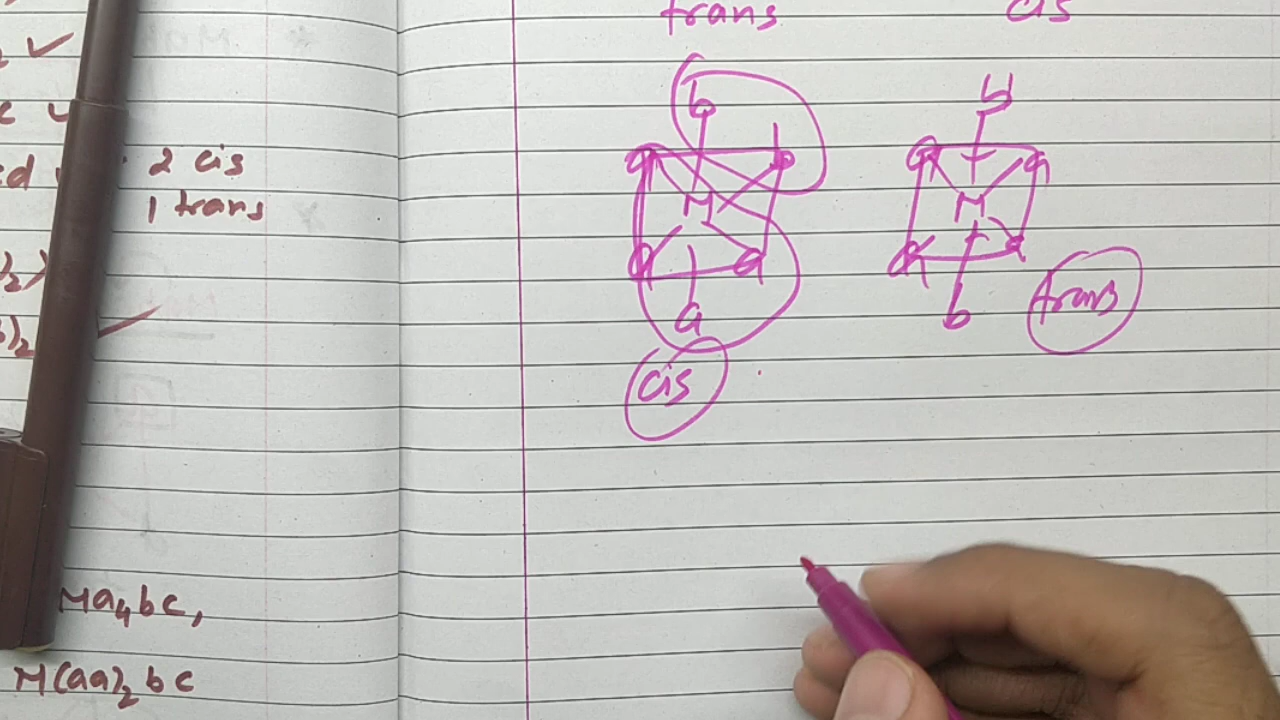 trans cis
b b
a b a a
M M
a a a a
a b
cis trans
2 cis
1 trans
Ma₄bc,
M(aa)₂bc